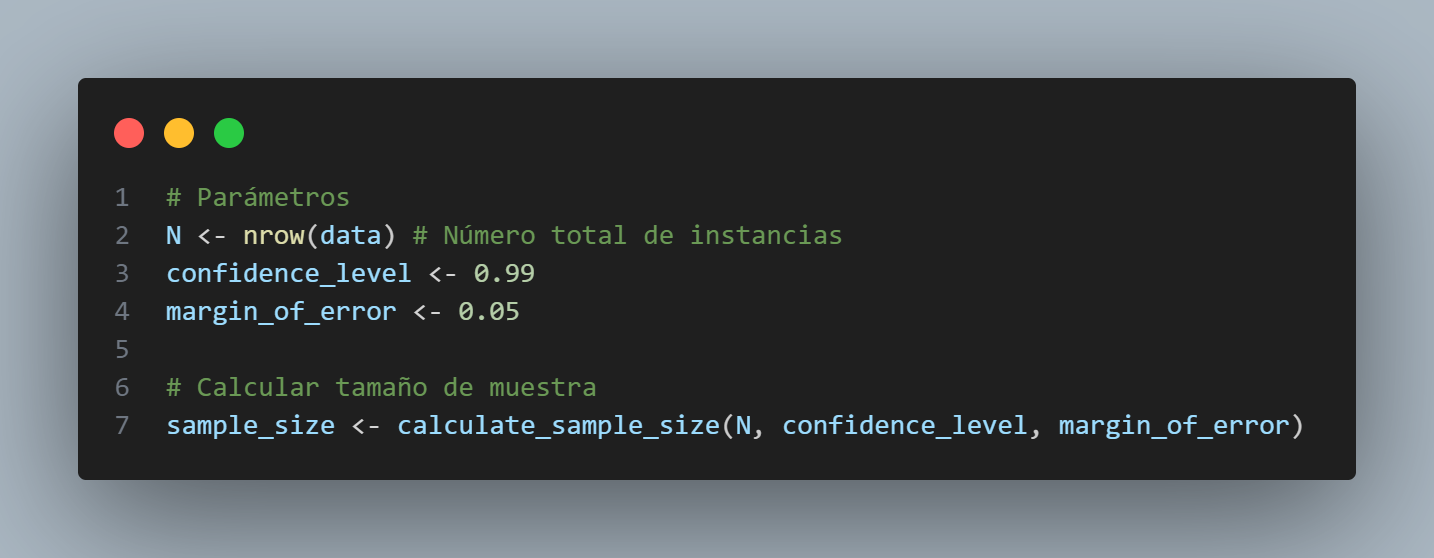 1 # Parámetros
2 N <- nrow(data) # Número total de instancias
3 confidence_level <- 0.99
4 margin_of_error <- 0.05
5
6 # Calcular tamaño de muestra
7 sample_size <- calculate_sample_size(N, confidence_level, margin_of_error)